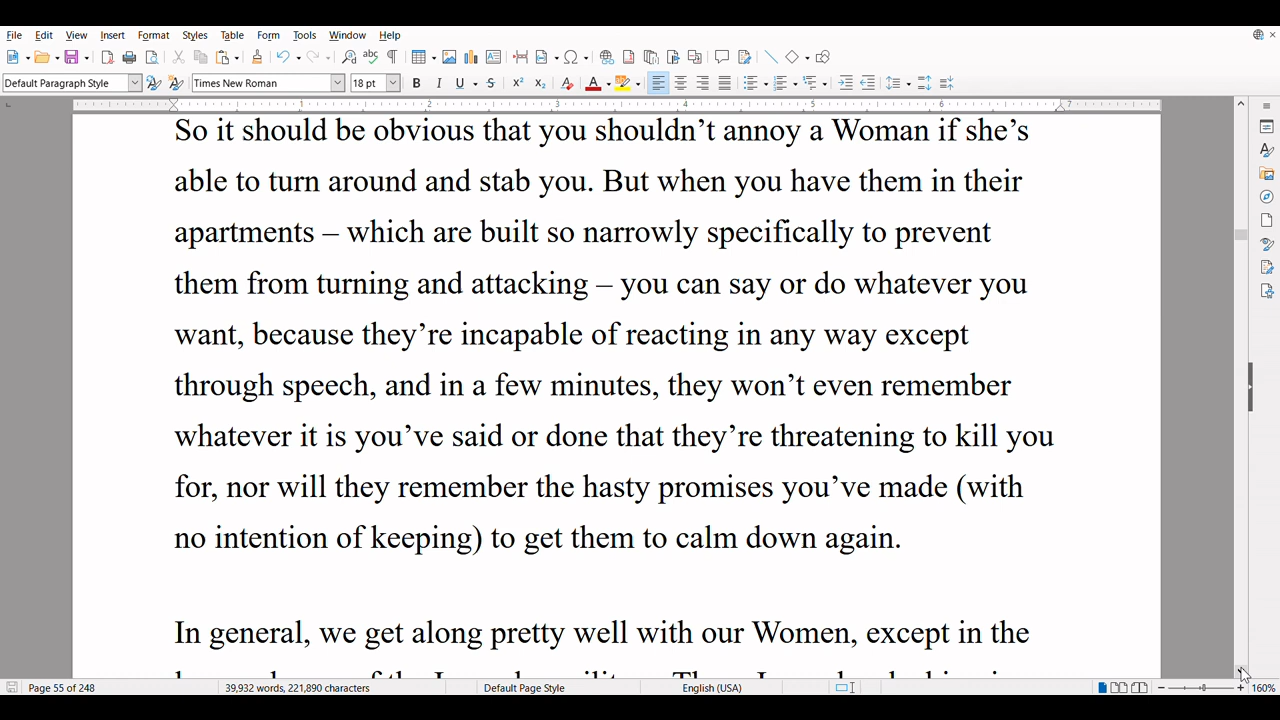 File Edit View Insert Format Styles Table Form Tools Window Help
Default Paragraph Style Times New Roman 18 pt
1 2 3 4 5 6 7
So it should be obvious that you shouldn’t annoy a Woman if she’s
able to turn around and stab you. But when you have them in their
apartments – which are built so narrowly specifically to prevent
them from turning and attacking – you can say or do whatever you
want, because they’re incapable of reacting in any way except
through speech, and in a few minutes, they won’t even remember
whatever it is you’ve said or done that they’re threatening to kill you
for, nor will they remember the hasty promises you’ve made (with
no intention of keeping) to get them to calm down again.
In general, we get along pretty well with our Women, except in the
Page 55 of 248 39,932 words, 221,890 characters Default Page Style English (USA) 160%